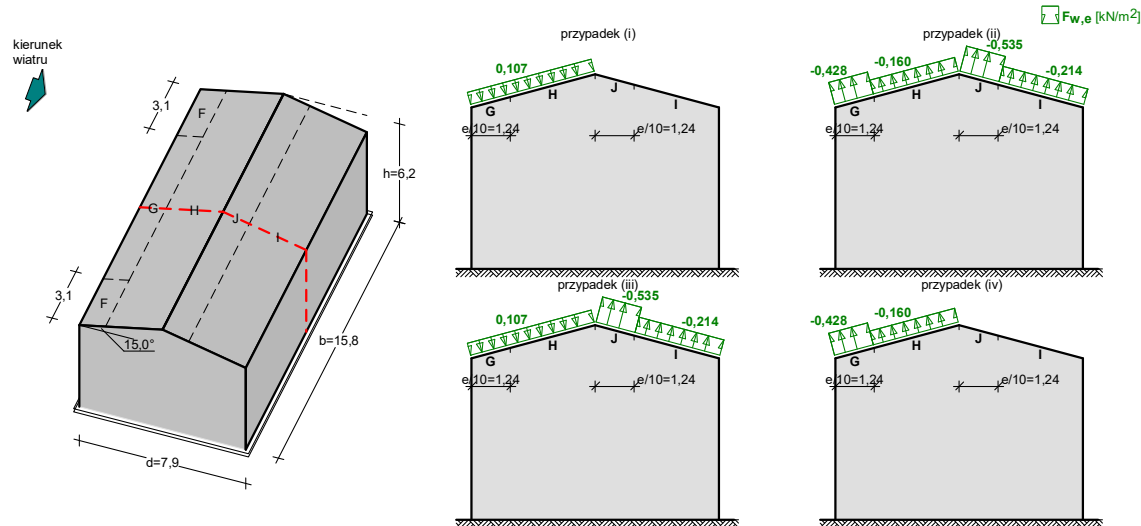 kierunek
wiatru
3,1
F
G
H
J
I
3,1
F
15,0°
h=6,2
b=15,8
d=7,9
Fw,e [kN/m²]
przypadek (i)
0,107
G
H
J
I
e/10=1,24
e/10=1,24
przypadek (ii)
-0,428
-0,160
-0,535
-0,214
G
H
J
I
e/10=1,24
e/10=1,24
przypadek (iii)
0,107
-0,535
-0,214
G
H
J
I
e/10=1,24
e/10=1,24
przypadek (iv)
-0,428
-0,160
G
H
J
I
e/10=1,24
e/10=1,24